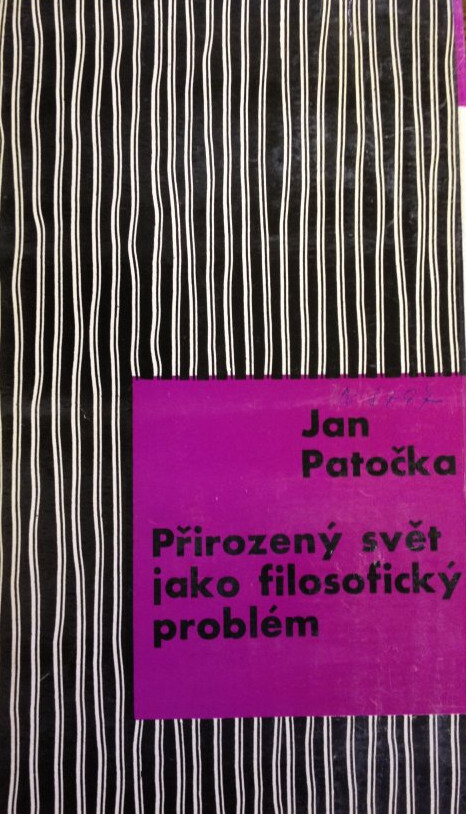 Jan
Patočka
Přirozený svět
jako filosofický
problém